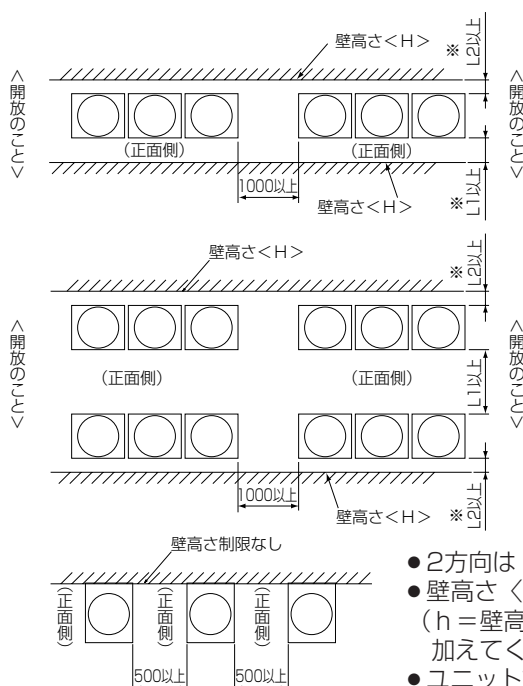 壁高さ<H>
※
L2以上
<開放のこと>
<開放のこと>
(正面側)
(正面側)
1000以上
壁高さ<H>
※
L1以上
壁高さ<H>
※
L2以上
<開放のこと>
<開放のこと>
(正面側)
(正面側)
L1以上
1000以上
壁高さ<H>
※
L2以上
壁高さ制限なし
(正面側)
(正面側)
(正面側)
500以上
500以上
●2方向は
●壁高さ〈
(h=壁高
加えてく
●ユニット